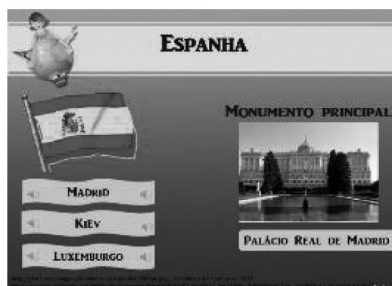 ESPANHA
MONUMENTO PRINCIPAL
MADRID
KIEV
LUXEMBURGO
PALÁCIO REAL DE MADRID